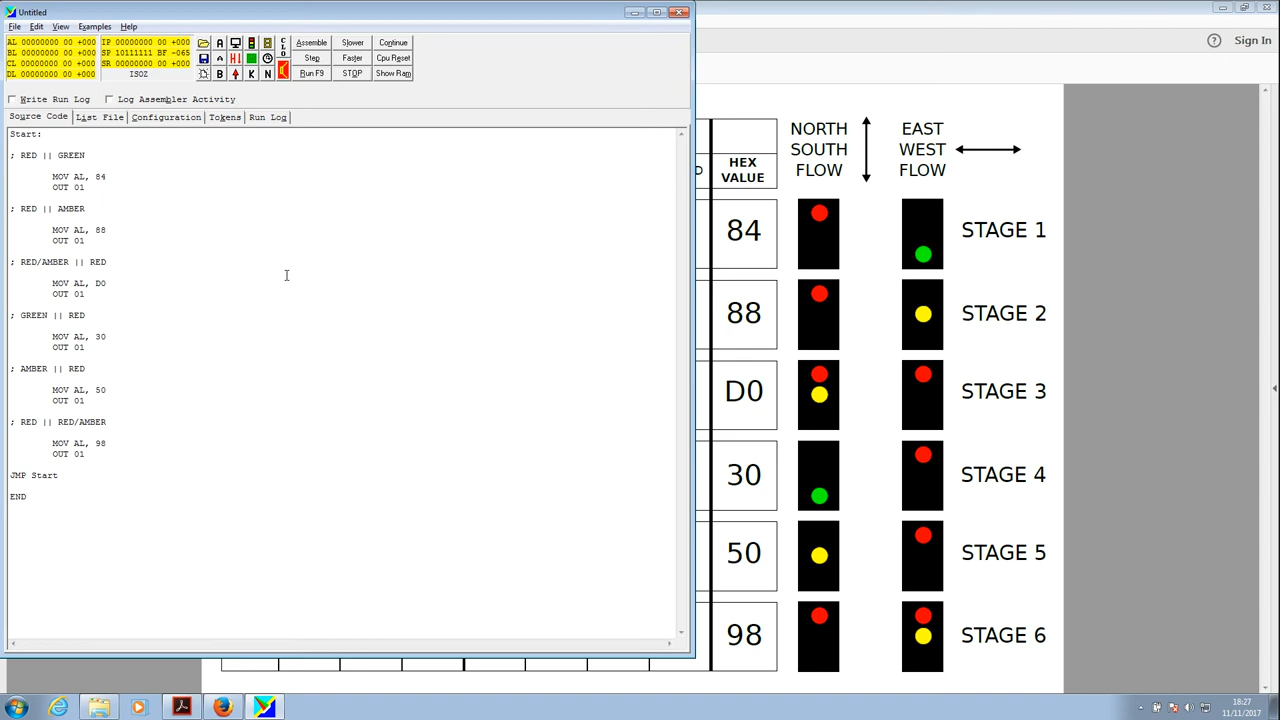 Untitled
Sign In
File Edit View Examples Help
AL 00000000 00 +000 IP 00000000 00 +000
BL 00000000 00 +000 SP 10111111 BF -065
CL 00000000 00 +000 SR 00000000 00 +000
DL 00000000 00 +000 ISOZ
A CLO Assemble Slower Continue
Step Faster Cpu Reset
B K N Run F9 STOP Show Ram
Write Run Log Log Assembler Activity
Source Code List File Configuration Tokens Run Log
Start:
; RED || GREEN
MOV AL, 84
OUT 01
; RED || AMBER
MOV AL, 88
OUT 01
; RED/AMBER || RED
MOV AL, D0
OUT 01
; GREEN || RED
MOV AL, 30
OUT 01
; AMBER || RED
MOV AL, 50
OUT 01
; RED || RED/AMBER
MOV AL, 98
OUT 01
JMP Start
END
HEX
VALUE
NORTH
SOUTH
FLOW
EAST
WEST
FLOW
84 STAGE 1
88 STAGE 2
D0 STAGE 3
30 STAGE 4
50 STAGE 5
98 STAGE 6
18:27
11/11/2017